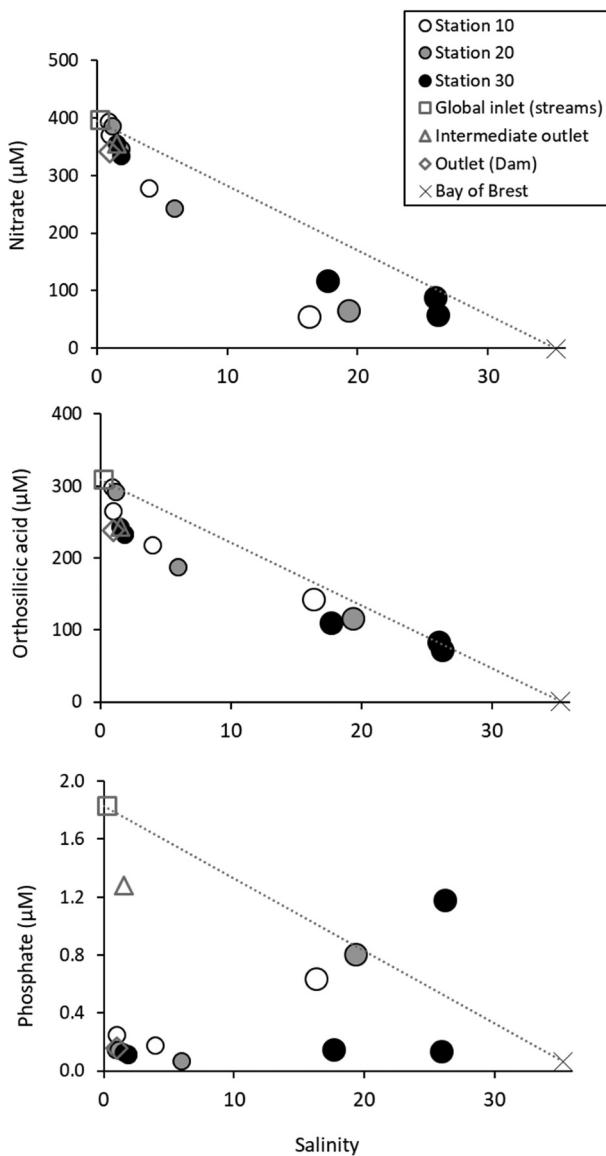 Station 10
Station 20
Station 30
Global inlet (streams)
Intermediate outlet
Outlet (Dam)
Bay of Brest
Nitrate (µM)
500
400
300
200
100
0
0 10 20 30
Orthosilicic acid (µM)
400
300
200
100
0
0 10 20 30
Phosphate (µM)
2.0
1.6
1.2
0.8
0.4
0.0
0 10 20 30
Salinity